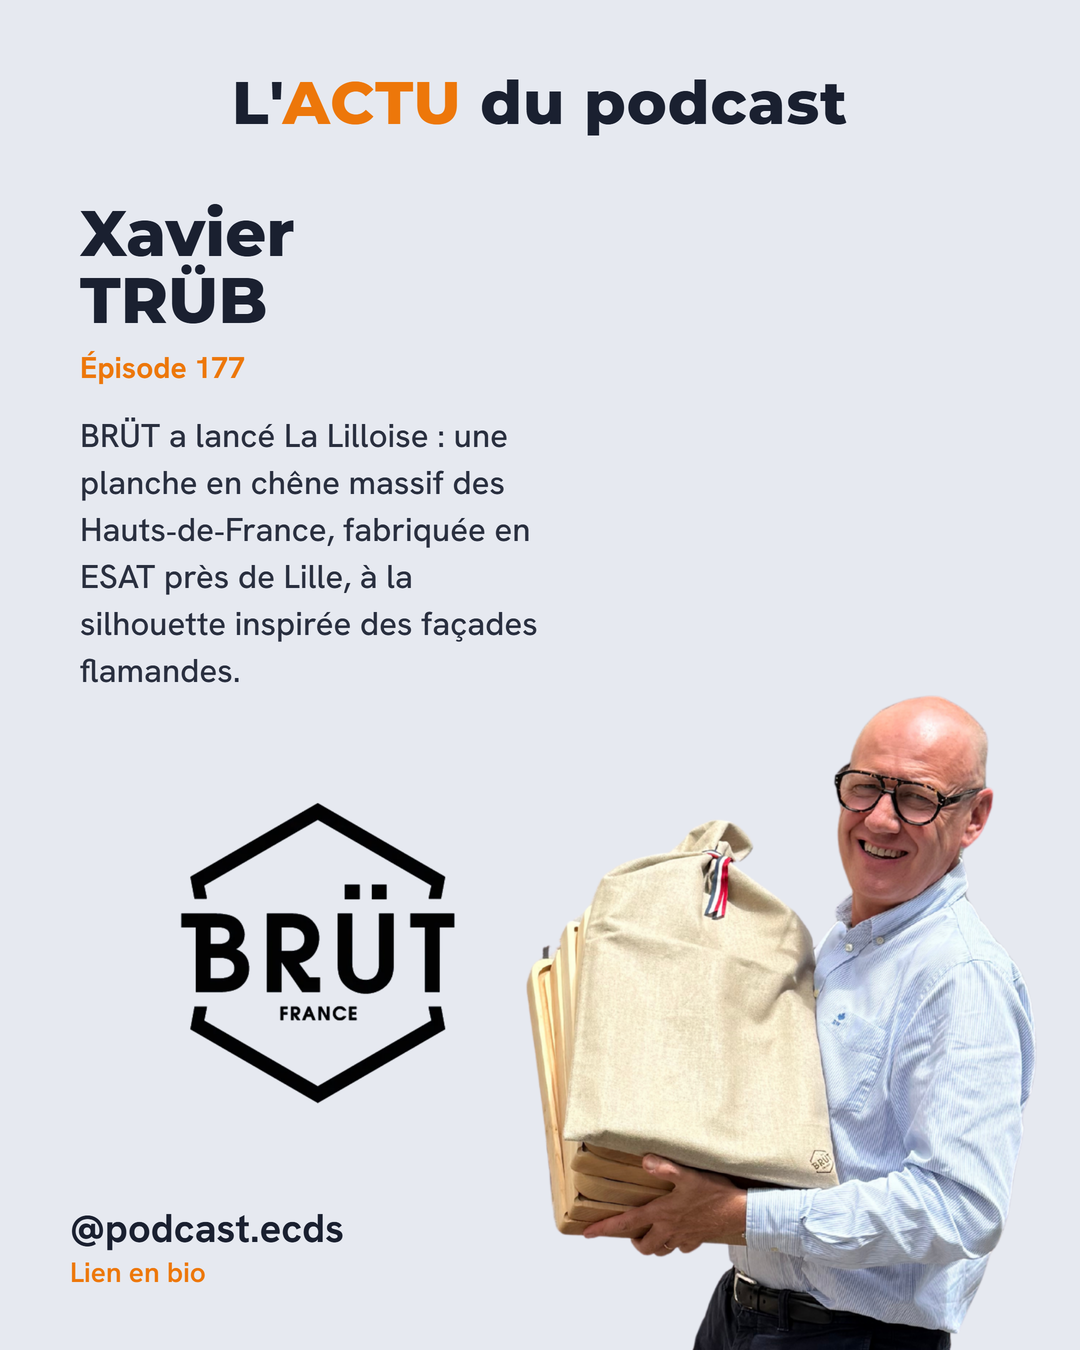 L'ACTU du podcast
Xavier
TRÜB
Épisode 177
BRÜT a lancé La Lilloise : une
planche en chêne massif des
Hauts-de-France, fabriquée en
ESAT près de Lille, à la
silhouette inspirée des façades
flamandes.
BRÜT
FRANCE
BRÜT
@podcast.ecds
Lien en bio